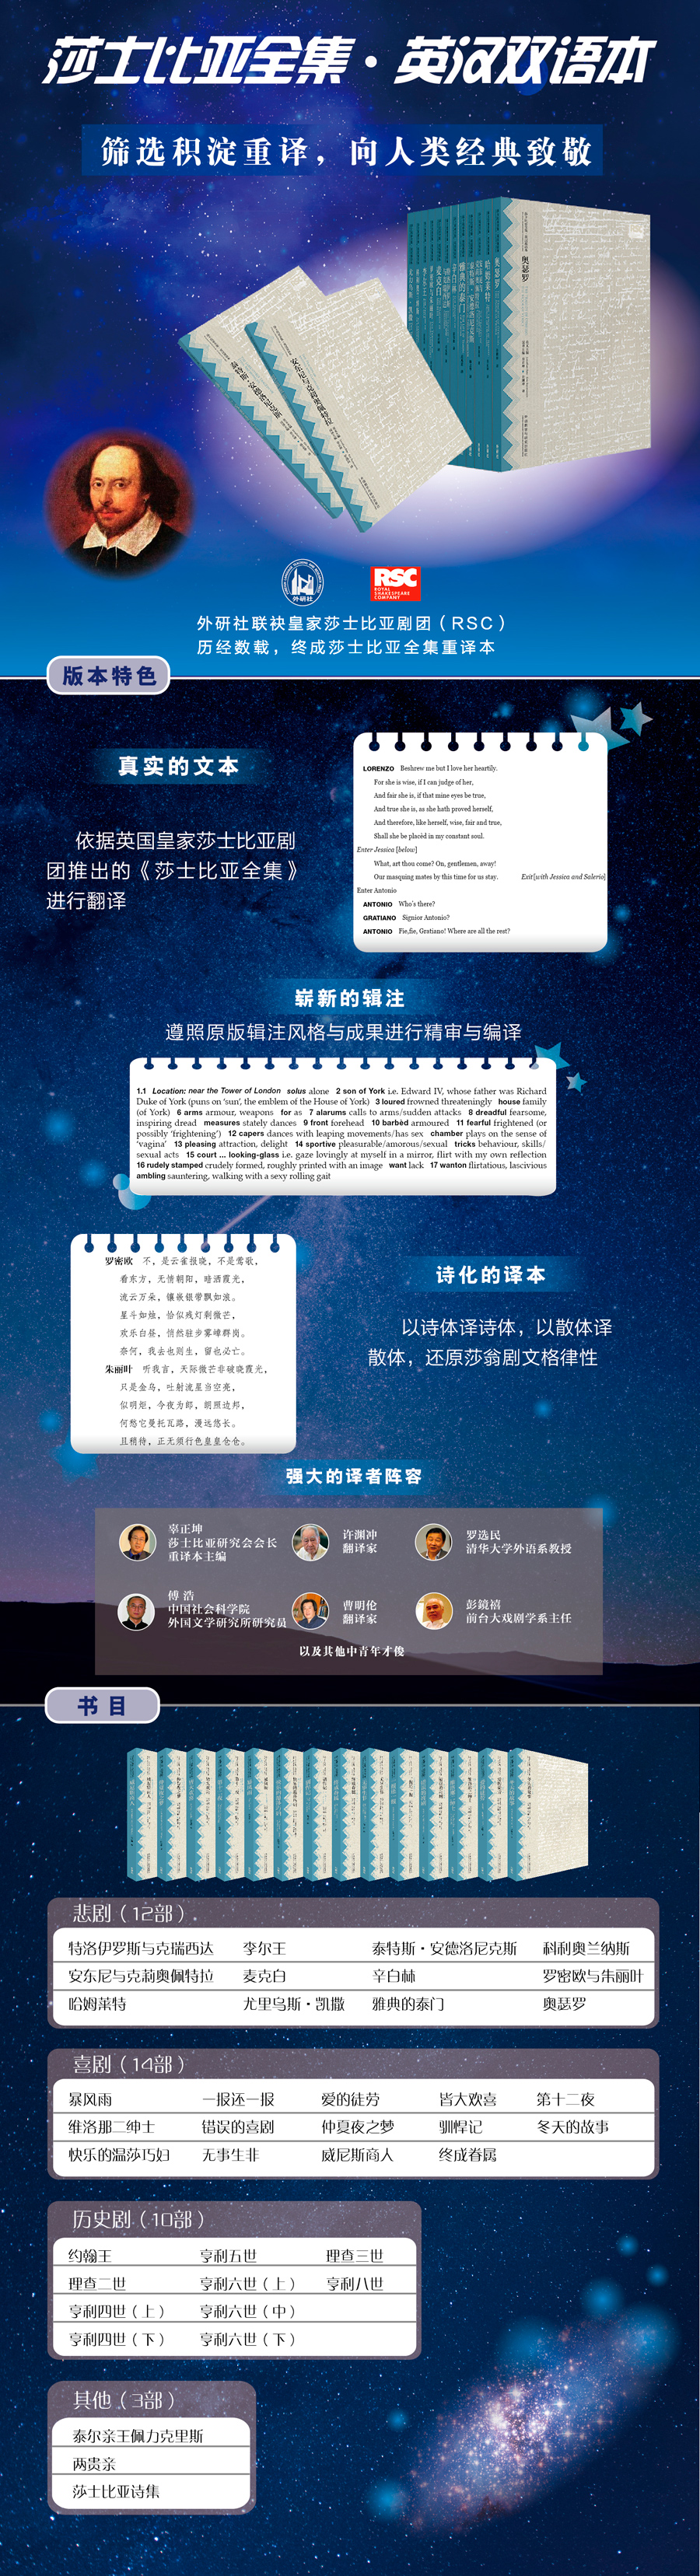 莎士比亚全集·英汉双语本
筛选积淀重译，向人类经典致敬
奥瑟罗
外研社
RSC
ROYAL
SHAKESPEARE
COMPANY
外研社联袂皇家莎士比亚剧团（RSC）
历经数载，终成莎士比亚全集重译本
版本特色
真实的文本
依据英国皇家莎士比亚剧
团推出的《莎士比亚全集》
进行翻译
LORENZO Beshrew me but I love her heartily.
For she is wise, if I can judge of her,
And fair she is, if that mine eyes be true,
And true she is, as she hath proved herself,
And therefore, like herself, wise, fair and true,
Shall she be placèd in my constant soul.
Enter Jessica [below]
What, art thou come? On, gentlemen, away!
Our masquing mates by this time for us stay. Exit[with Jessica and Salerio]
Enter Antonio
ANTONIO Who's there?
GRATIANO Signior Antonio?
ANTONIO Fie,fie, Gratiano! Where are all the rest?
崭新的辑注
遵照原版辑注风格与成果进行精审与编译
1.1 Location: near the Tower of London solus alone 2 son of York i.e. Edward IV, whose father was Richard
Duke of York (puns on 'sun', the emblem of the House of York) 3 loured frowned threateningly house family
(of York) 6 arms armour, weapons for as 7 alarums calls to arms/sudden attacks 8 dreadful fearsome,
inspiring dread measures stately dances 9 front forehead 10 barbèd armoured 11 fearful frightened (or
possibly 'frightening') 12 capers dances with leaping movements/has sex chamber plays on the sense of
'vagina' 13 pleasing attraction, delight 14 sportive pleasurable/amorous/sexual tricks behaviour, skills/
sexual acts 15 court ... looking-glass i.e. gaze lovingly at myself in a mirror, flirt with my own reflection
16 rudely stamped crudely formed, roughly printed with an image want lack 17 wanton flirtatious, lascivious
ambling sauntering, walking with a sexy rolling gait
诗化的译本
以诗体译诗体，以散体译
散体，还原莎翁剧文格律性
罗密欧 不，是云雀报晓，不是莺歌，
看东方，无情朝阳，暗洒霞光，
流云万朵，镶嵌银带飘如浪。
星斗如烛，恰似残灯剩微芒，
欢乐白昼，悄然驻步雾嶂群岗。
奈何，我去也则生，留也必亡。
朱丽叶 听我言，天际微芒非破晓霞光，
只是金乌，吐射流星当空亮，
似明炬，今夜为郎，朗照边邦，
何愁它曼托瓦路，漫远悠长。
且稍待，正无须行色皇皇仓仓。
强大的译者阵容
辜正坤
莎士比亚研究会会长
重译本主编
许渊冲
翻译家
罗选民
清华大学外语系教授
傅 浩
中国社会科学院
外国文学研究所研究员
曹明伦
翻译家
彭镜禧
前台大戏剧学系主任
以及其他中青年才俊
书 目
悲剧（12部）
特洛伊罗斯与克瑞西达 李尔王 泰特斯·安德洛尼克斯 科利奥兰纳斯
安东尼与克莉奥佩特拉 麦克白 辛白林 罗密欧与朱丽叶
哈姆莱特 尤里乌斯·凯撒 雅典的泰门 奥瑟罗
喜剧（14部）
暴风雨 一报还一报 爱的徒劳 皆大欢喜 第十二夜
维洛那二绅士 错误的喜剧 仲夏夜之梦 驯悍记 冬天的故事
快乐的温莎巧妇 无事生非 威尼斯商人 终成眷属
历史剧（10部）
约翰王 亨利五世 理查三世
理查二世 亨利六世（上） 亨利八世
亨利四世（上） 亨利六世（中）
亨利四世（下） 亨利六世（下）
其他（3部）
泰尔亲王佩力克里斯
两贵亲
莎士比亚诗集